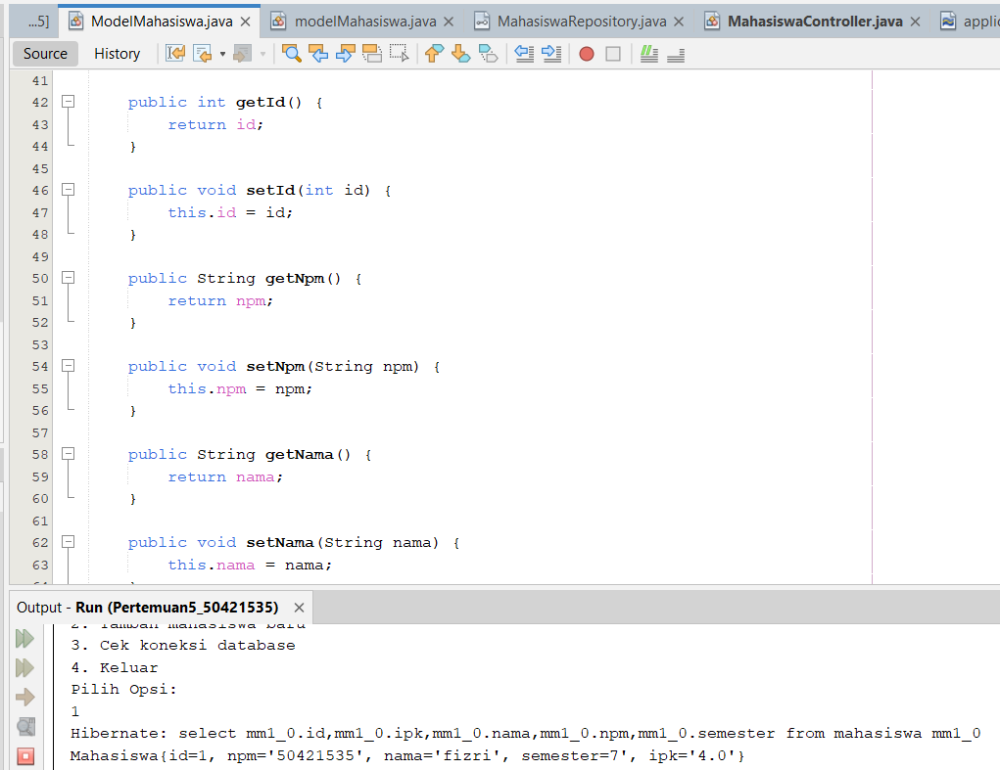 ...5] ModelMahasiswa.java modelMahasiswa.java MahasiswaRepository.java MahasiswaController.java
Source History
41
42 public int getId() {
43 return id;
44 }
45
46 public void setId(int id) {
47 this.id = id;
48 }
49
50 public String getNpm() {
51 return npm;
52 }
53
54 public void setNpm(String npm) {
55 this.npm = npm;
56 }
57
58 public String getNama() {
59 return nama;
60 }
61
62 public void setNama(String nama) {
63 this.nama = nama;
Output - Run (Pertemuan5_50421535)
2. Tambah mahasiswa baru
3. Cek koneksi database
4. Keluar
Pilih Opsi:
1
Hibernate: select mm1_0.id,mm1_0.ipk,mm1_0.nama,mm1_0.npm,mm1_0.semester from mahasiswa mm1_0
Mahasiswa{id=1, npm='50421535', nama='fizri', semester=7', ipk='4.0'}